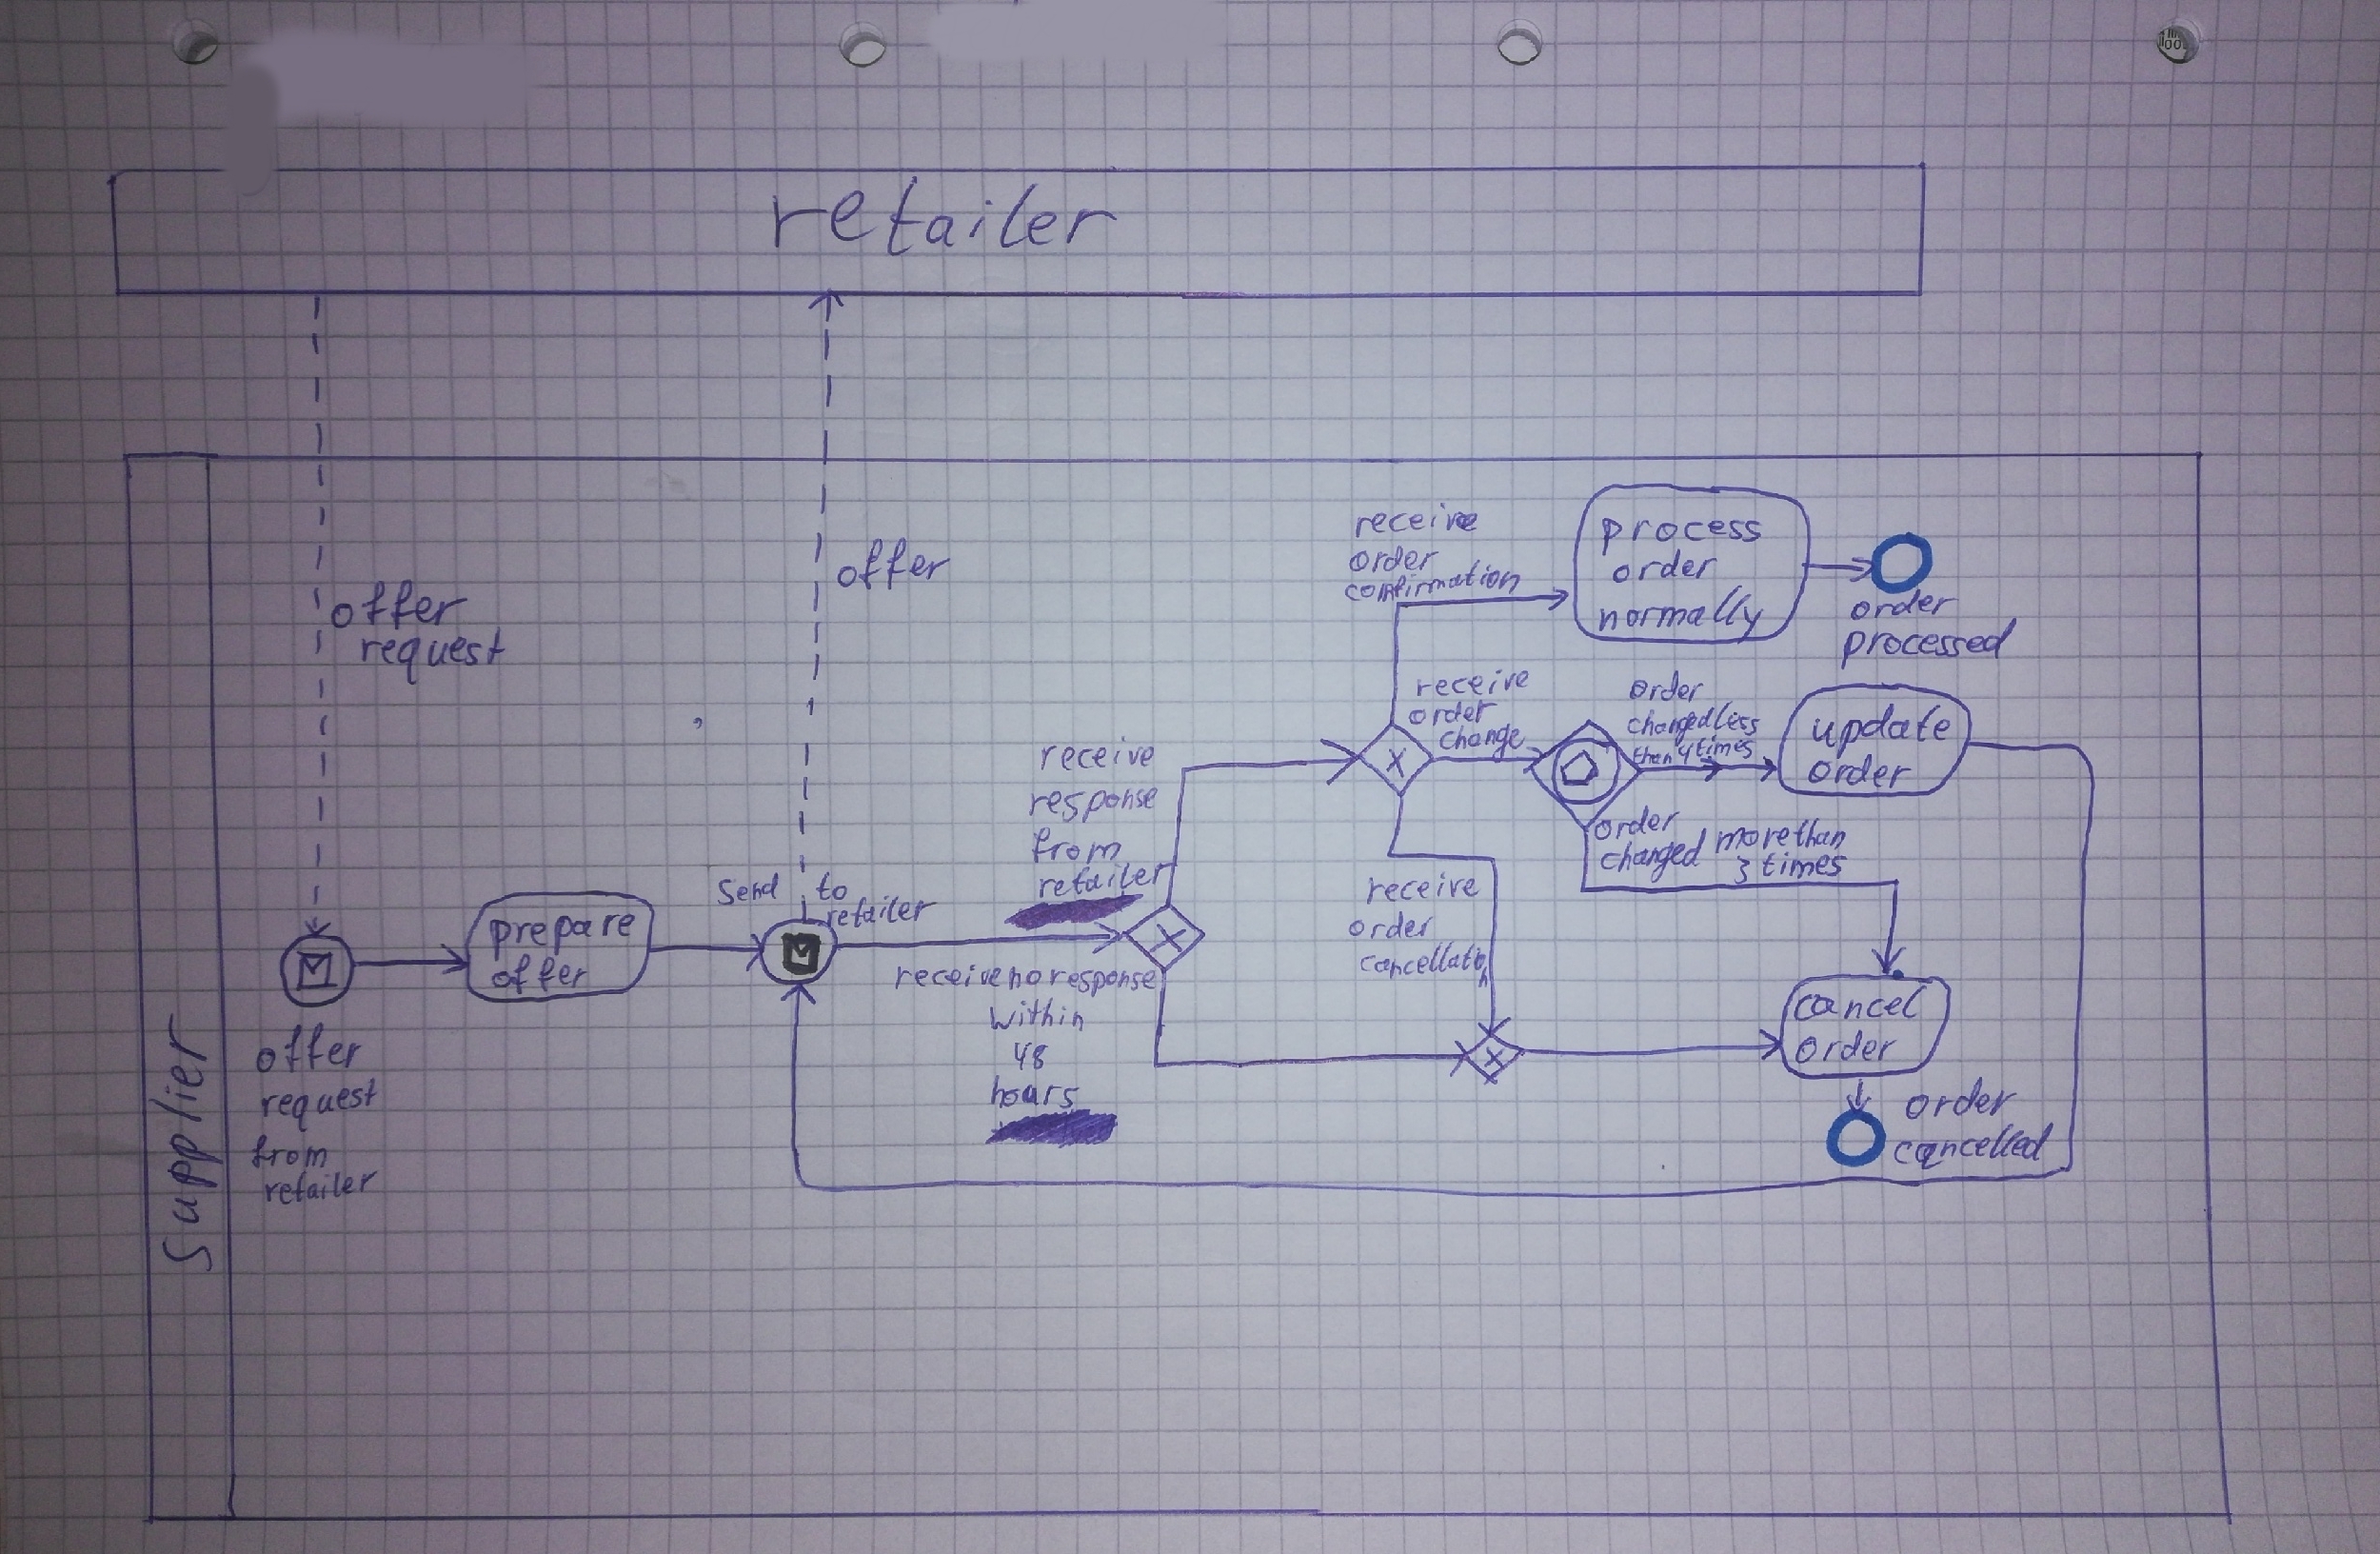 retailer
offer
request
offer
Supplier
offer
request
from
retailer
prepare
offer
Send to
retailer
receive
response
from
retailer
receive no response
within
48
hours
receive
order
confirmation
process
order
normally
order
processed
receive
order
change
order
changed less
than 4 times
update
order
order
changed more than
3 times
receive
order
cancellation
cancel
order
order
cancelled